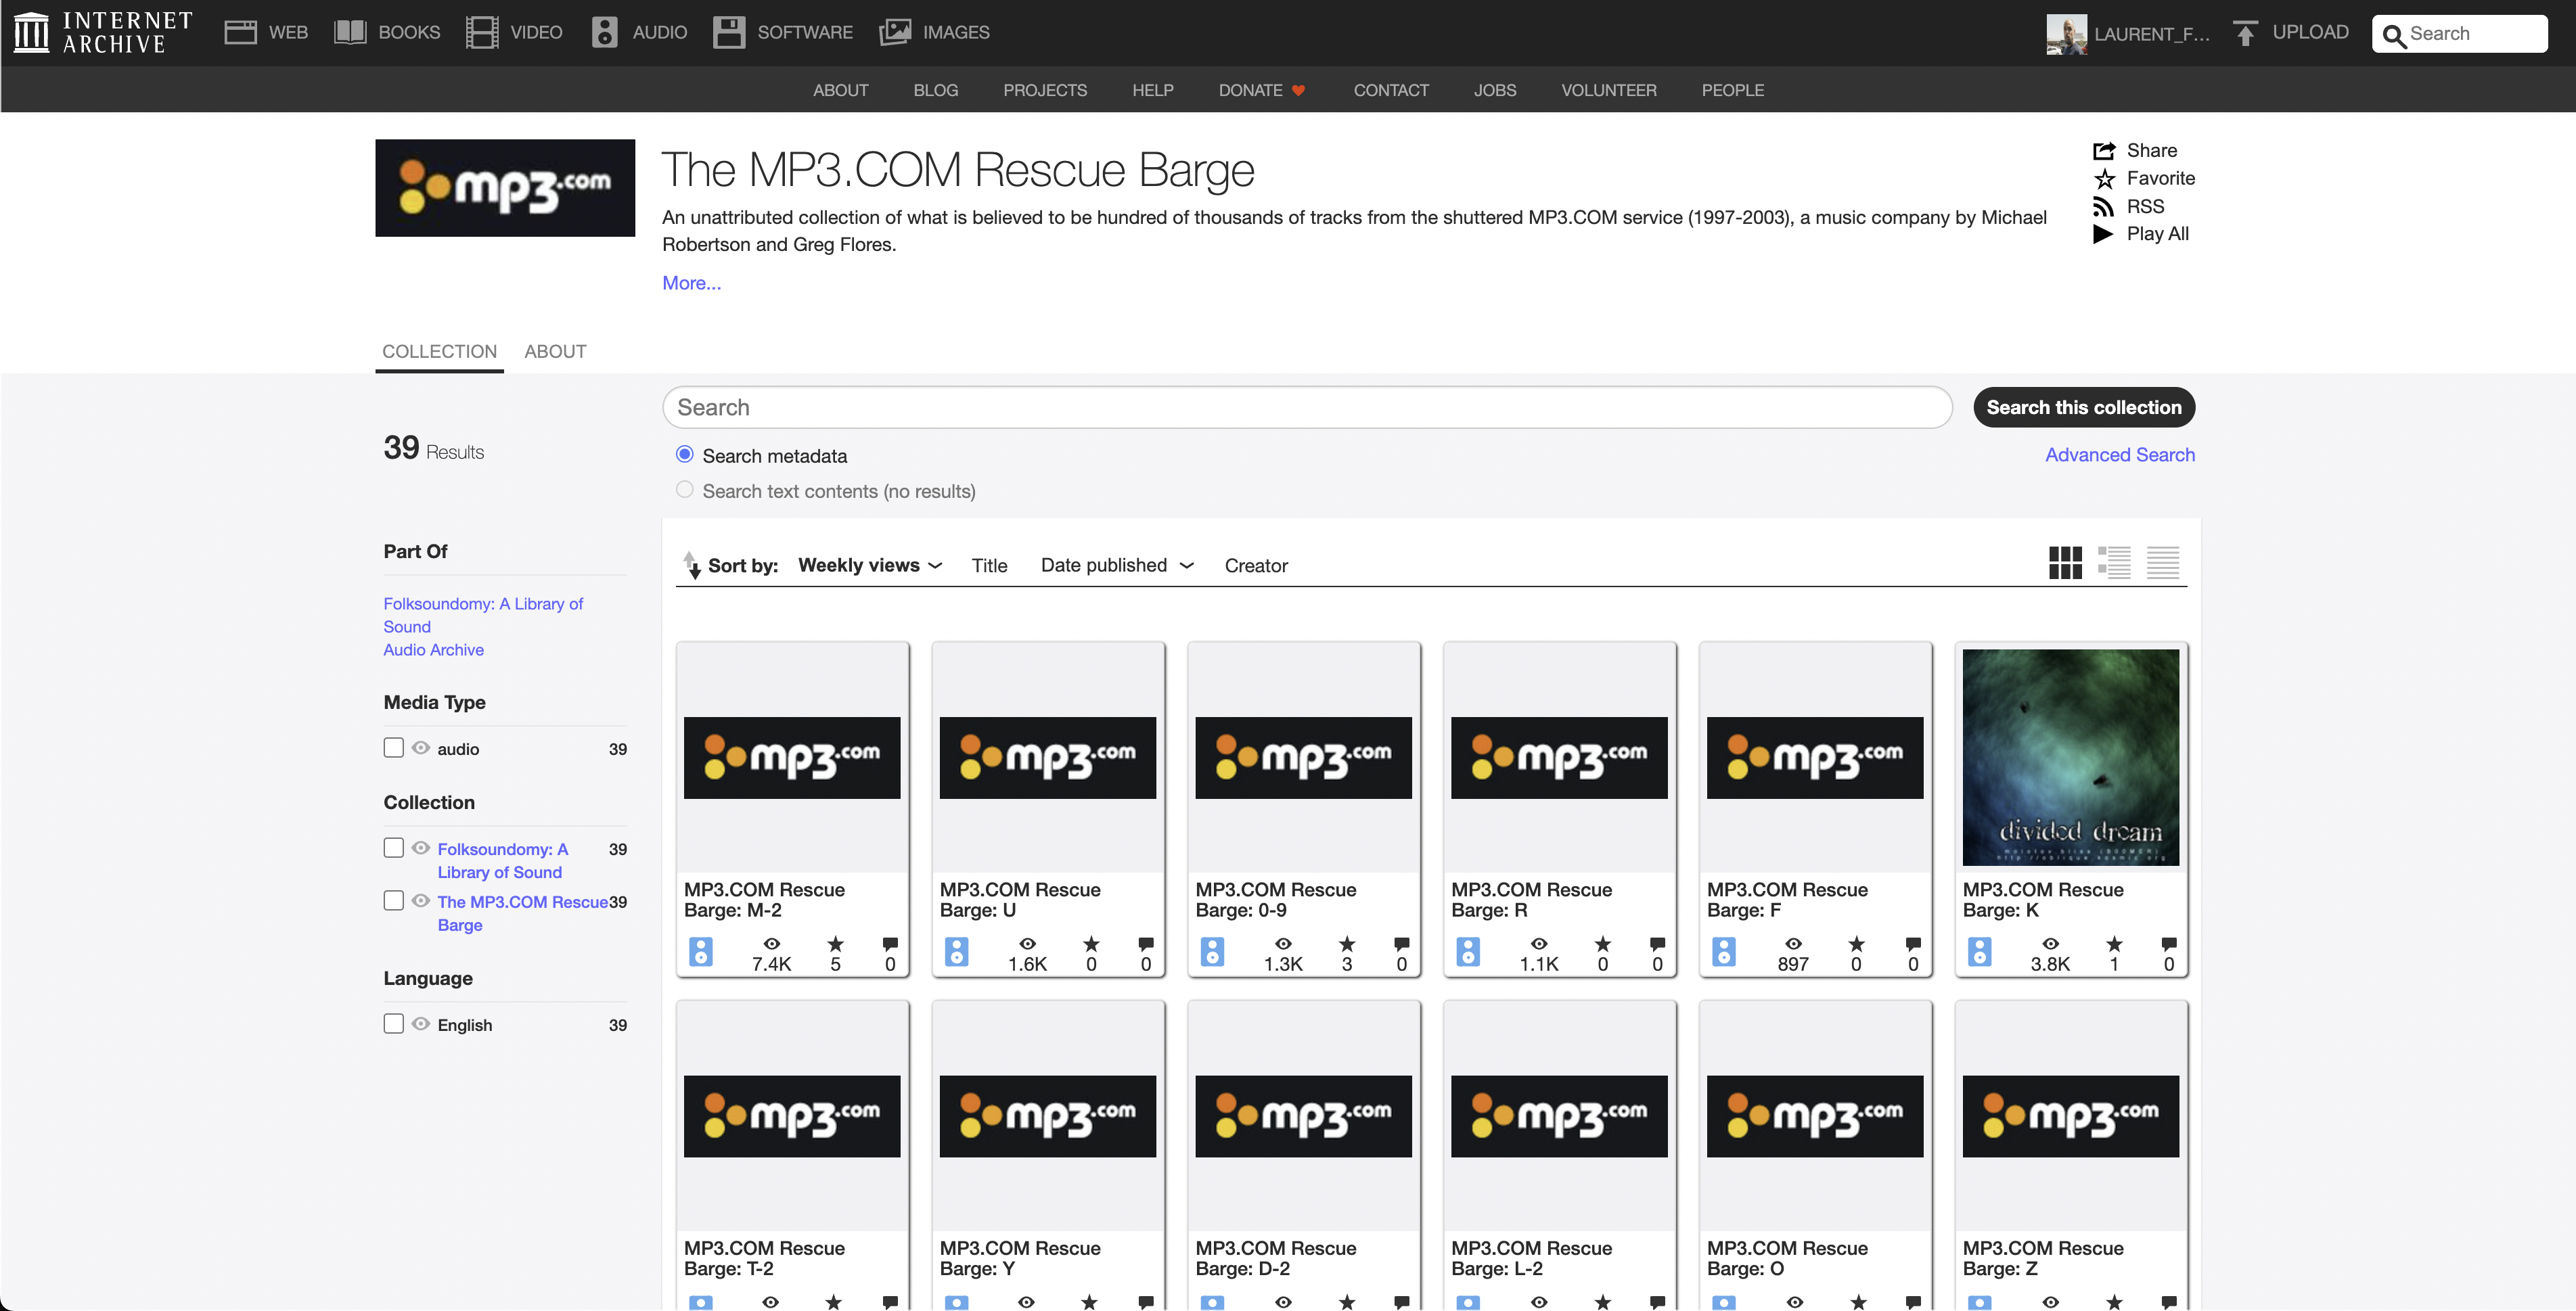 INTERNET
ARCHIVE
WEB
BOOKS
VIDEO
AUDIO
SOFTWARE
IMAGES
LAURENT_F...
UPLOAD
Search
ABOUT
BLOG
PROJECTS
HELP
DONATE
CONTACT
JOBS
VOLUNTEER
PEOPLE
mp3.com
The MP3.COM Rescue Barge
An unattributed collection of what is believed to be hundred of thousands of tracks from the shuttered MP3.COM service (1997-2003), a music company by Michael
Robertson and Greg Flores.
More...
Share
Favorite
RSS
Play All
COLLECTION
ABOUT
Search
Search this collection
39 Results
Search metadata
Advanced Search
Search text contents (no results)
Part Of
Folksoundomy: A Library of
Sound
Audio Archive
Media Type
audio 39
Collection
Folksoundomy: A 39
Library of Sound
The MP3.COM Rescue 39
Barge
Language
English 39
Sort by: Weekly views Title Date published Creator
mp3.com
MP3.COM Rescue
Barge: M-2
7.4K 5 0
mp3.com
MP3.COM Rescue
Barge: U
1.6K 0 0
mp3.com
MP3.COM Rescue
Barge: 0-9
1.3K 3 0
mp3.com
MP3.COM Rescue
Barge: R
1.1K 0 0
mp3.com
MP3.COM Rescue
Barge: F
897 0 0
divided dream
MP3.COM Rescue
Barge: K
3.8K 1 0
mp3.com
MP3.COM Rescue
Barge: T-2
mp3.com
MP3.COM Rescue
Barge: Y
mp3.com
MP3.COM Rescue
Barge: D-2
mp3.com
MP3.COM Rescue
Barge: L-2
mp3.com
MP3.COM Rescue
Barge: O
mp3.com
MP3.COM Rescue
Barge: Z